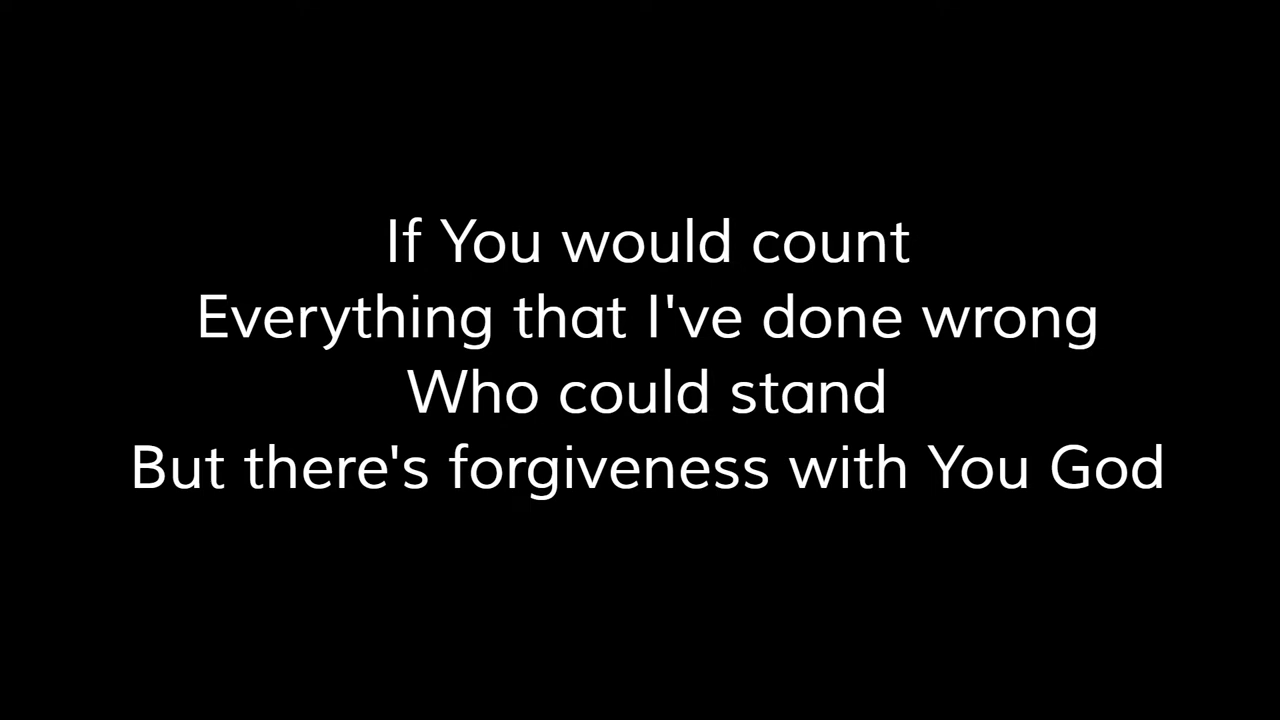 If You would count
Everything that I've done wrong
Who could stand
But there's forgiveness with You God